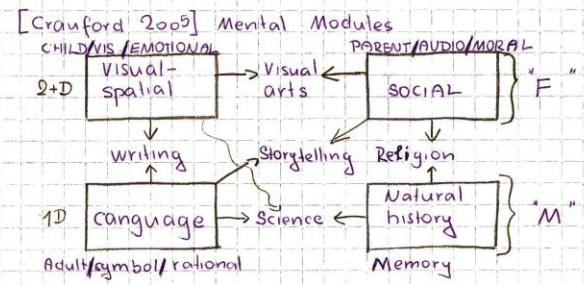 [Cranford 2005] Mental Modules
CHILD/VIS/EMOTIONAL PARENT/AUDIO/MORAL
2+D Visual-spatial Visual arts SOCIAL "F"
writing Storytelling Religion
1D Language Science Natural history "M"
Adult/symbol/rational Memory